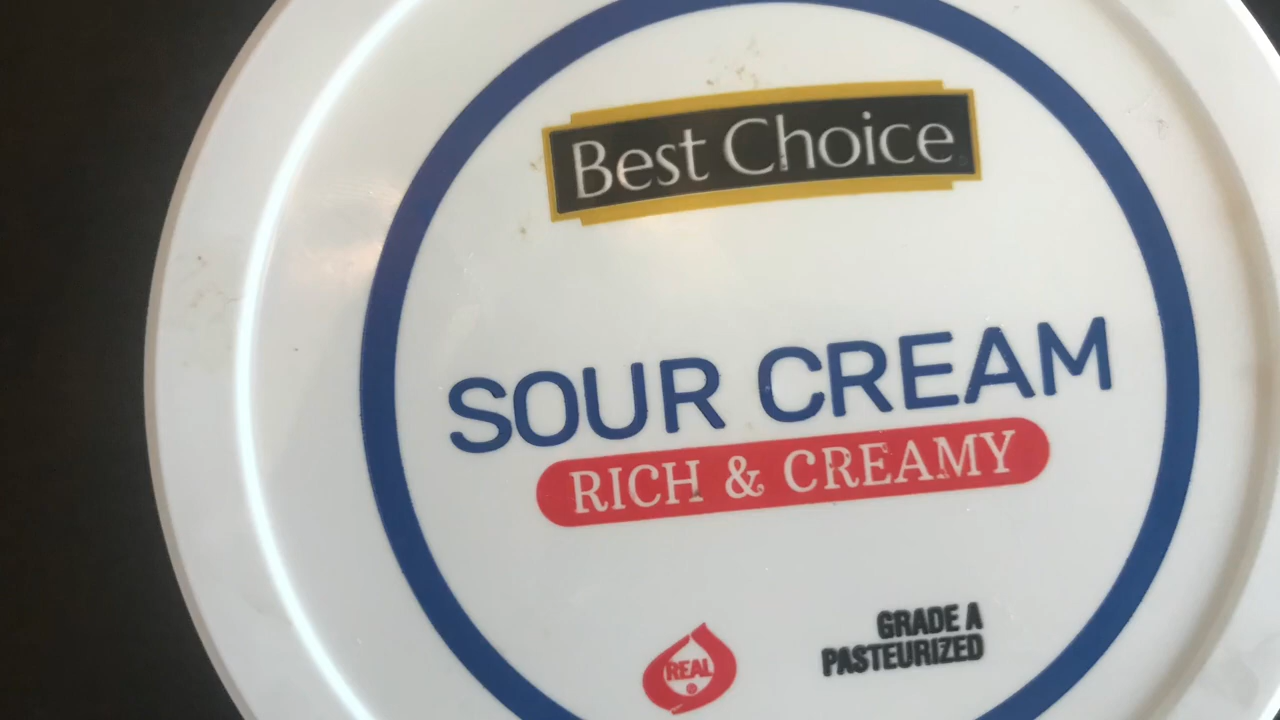 Best Choice
SOUR CREAM
RICH & CREAMY
REAL
®
GRADE A
PASTEURIZED